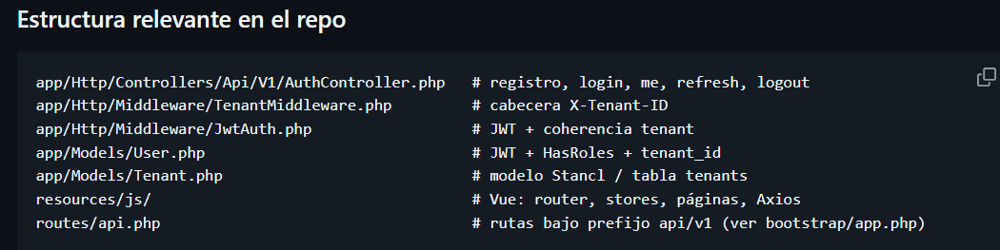 Estructura relevante en el repo
app/Http/Controllers/Api/V1/AuthController.php   # registro, login, me, refresh, logout
app/Http/Middleware/TenantMiddleware.php         # cabecera X-Tenant-ID
app/Http/Middleware/JwtAuth.php                  # JWT + coherencia tenant
app/Models/User.php                              # JWT + HasRoles + tenant_id
app/Models/Tenant.php                            # modelo Stancl / tabla tenants
resources/js/                                    # Vue: router, stores, páginas, Axios
routes/api.php                                   # rutas bajo prefijo api/v1 (ver bootstrap/app.php)